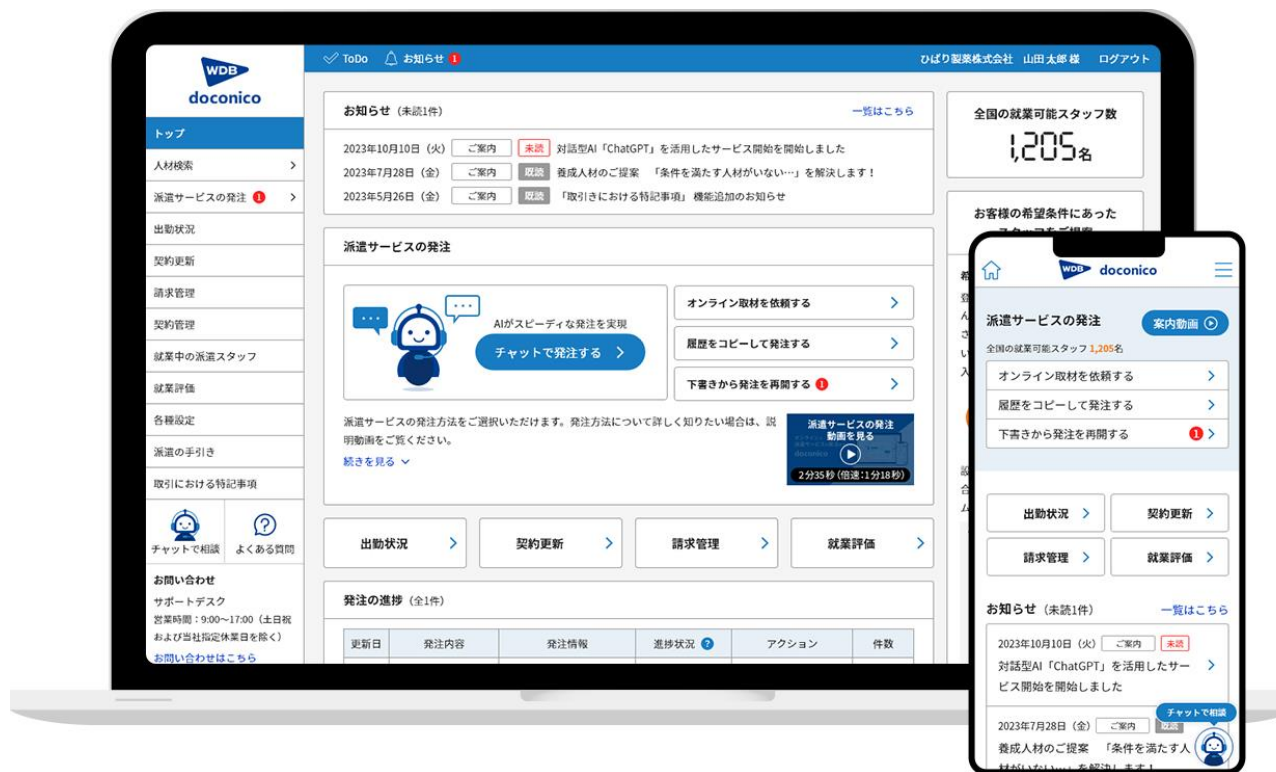 WDB
doconico
トップ
人材検索
派遣サービスの発注 1
出勤状況
契約更新
請求管理
契約管理
就業中の派遣スタッフ
就業評価
各種設定
派遣の手引き
取引における特記事項
チャットで相談 よくある質問
お問い合わせ
サポートデスク
営業時間：9:00〜17:00（土日祝
および当社指定休業日を除く）
お問い合わせはこちら
ToDo お知らせ 1
ひばり製薬株式会社 山田太郎 様 ログアウト
お知らせ（未読1件） 一覧はこちら
2023年10月10日（火） ご案内 未読 対話型AI「ChatGPT」を活用したサービス開始を開始しました
2023年7月28日（金） ご案内 既読 養成人材のご提案 「条件を満たす人材がいない…」を解決します！
2023年5月26日（金） ご案内 既読 「取引きにおける特記事項」機能追加のお知らせ
派遣サービスの発注
AIがスピーディな発注を実現
チャットで発注する
オンライン取材を依頼する
履歴をコピーして発注する
下書きから発注を再開する 1
派遣サービスの発注方法をご選択いただけます。発注方法について詳しく知りたい場合は、説
明動画をご覧ください。
続きを見る
派遣サービスの発注
動画を見る
2分35秒（倍速：1分18秒）
出勤状況
契約更新
請求管理
就業評価
発注の進捗（全1件）
更新日 発注内容 発注情報 進捗状況 ? アクション 件数
全国の就業可能スタッフ数
1,205名
お客様の希望条件にあった
WDB doconico
派遣サービスの発注
案内動画
全国の就業可能スタッフ 1,205名
オンライン取材を依頼する
履歴をコピーして発注する
下書きから発注を再開する 1
出勤状況
契約更新
請求管理
就業評価
お知らせ（未読1件） 一覧はこちら
2023年10月10日（火） ご案内 未読
対話型AI「ChatGPT」を活用したサー
ビス開始を開始しました
チャットで相談
2023年7月28日（金） ご案内
養成人材のご提案 「条件を満たす人
材がいない…」を解決します！